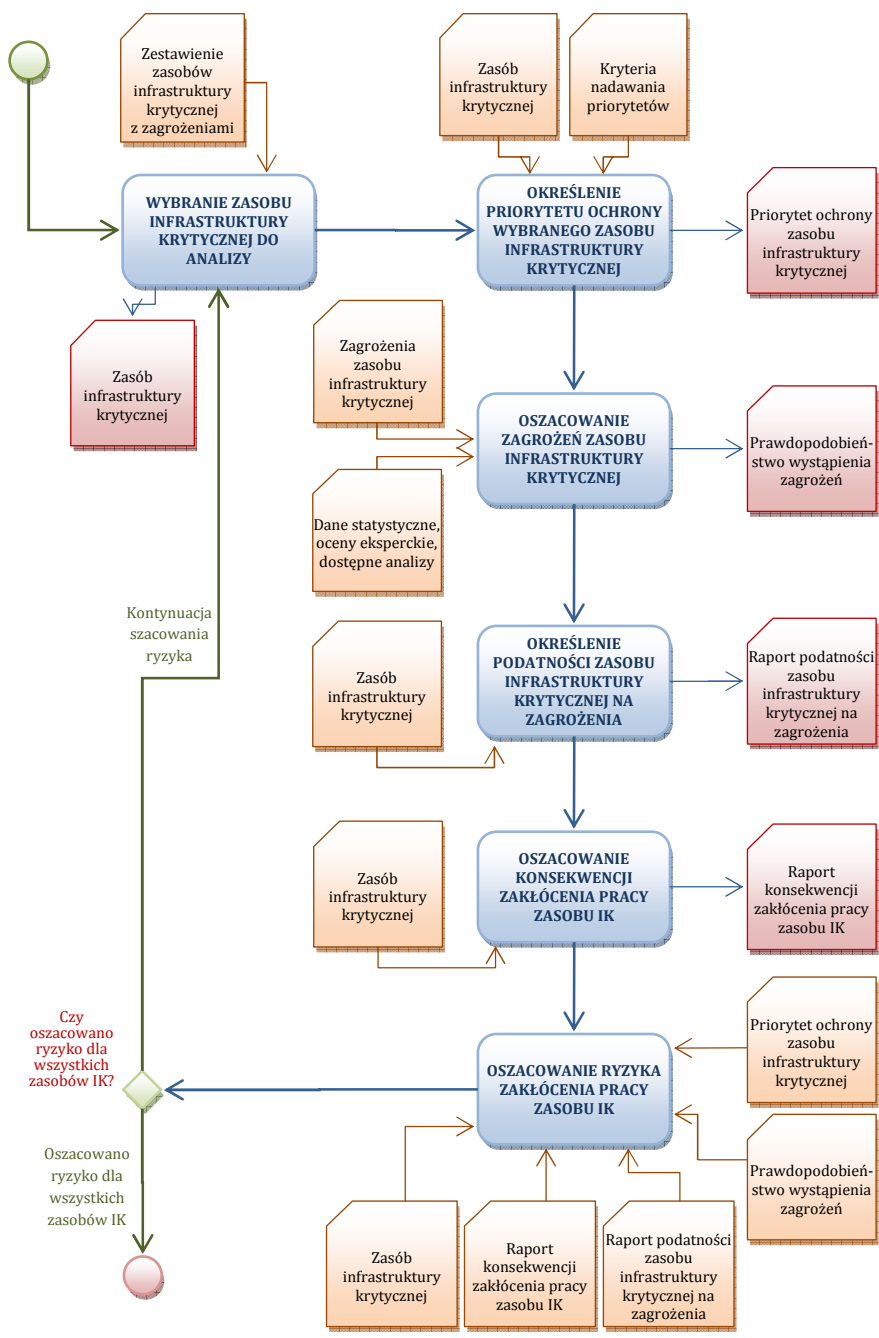 Zestawienie
zasobów
infrastruktury
krytycznej
z zagrożeniami
Zasób
infrastruktury
krytycznej
Kryteria
nadawania
priorytetów
WYBRANIE ZASOBU
INFRASTRUKTURY
KRYTYCZNEJ DO
ANALIZY
OKREŚLENIE
PRIORYTETU OCHRONY
WYBRANEGO ZASOBU
INFRASTRUKTURY
KRYTYCZNEJ
Priorytet ochrony
zasobu
infrastruktury
krytycznej
Zasób
infrastruktury
krytycznej
Zagrożenia
zasobu
infrastruktury
krytycznej
OSZACOWANIE
ZAGROŻEŃ ZASOBU
INFRASTRUKTURY
KRYTYCZNEJ
Prawdopodobień-
stwo wystąpienia
zagrożeń
Dane statystyczne,
oceny eksperckie,
dostępne analizy
Kontynuacja
szacowania
ryzyka
Zasób
infrastruktury
krytycznej
OKREŚLENIE
PODATNOŚCI ZASOBU
INFRASTRUKTURY
KRYTYCZNEJ NA
ZAGROŻENIA
Raport podatności
zasobu
infrastruktury
krytycznej na
zagrożenia
Zasób
infrastruktury
krytycznej
OSZACOWANIE
KONSEKWENCJI
ZAKŁÓCENIA PRACY
ZASOBU IK
Raport
konsekwencji
zakłócenia pracy
zasobu IK
Czy
oszacowano
ryzyko dla
wszystkich
zasobów IK?
OSZACOWANIE RYZYKA
ZAKŁÓCENIA PRACY
ZASOBU IK
Priorytet ochrony
zasobu
infrastruktury
krytycznej
Oszacowano
ryzyko dla
wszystkich
zasobów IK
Prawdopodobień-
stwo wystąpienia
zagrożeń
Zasób
infrastruktury
krytycznej
Raport
konsekwencji
zakłócenia pracy
zasobu IK
Raport podatności
zasobu
infrastruktury
krytycznej na
zagrożenia